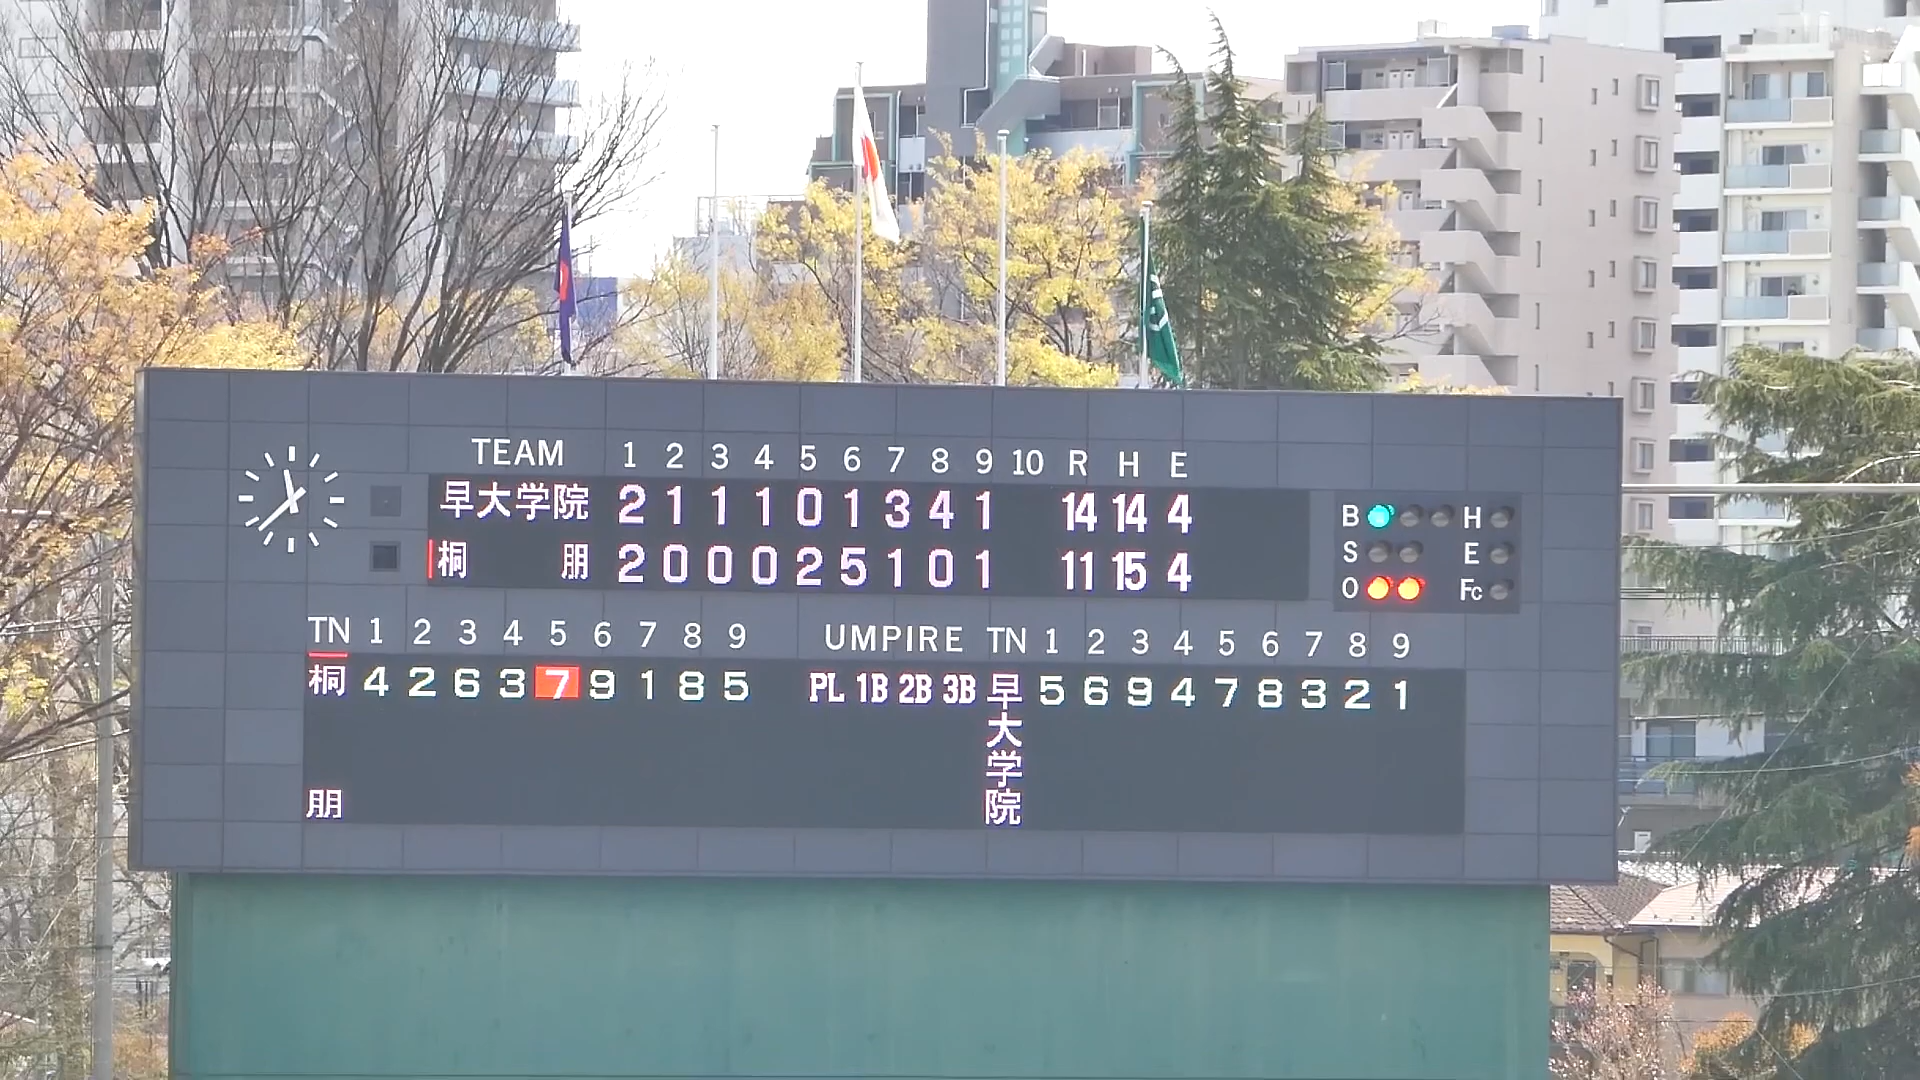 TEAM 1 2 3 4 5 6 7 8 9 10 R H E
早大学院 2 1 1 1 0 1 3 4 1 14 14 4
桐朋 2 0 0 0 2 5 1 0 1 11 15 4
B H
S E
O Fc
TN 1 2 3 4 5 6 7 8 9 UMPIRE TN 1 2 3 4 5 6 7 8 9
桐朋 4 2 6 3 7 9 1 8 5 PL 1B 2B 3B 早大学院 5 6 9 4 7 8 3 2 1